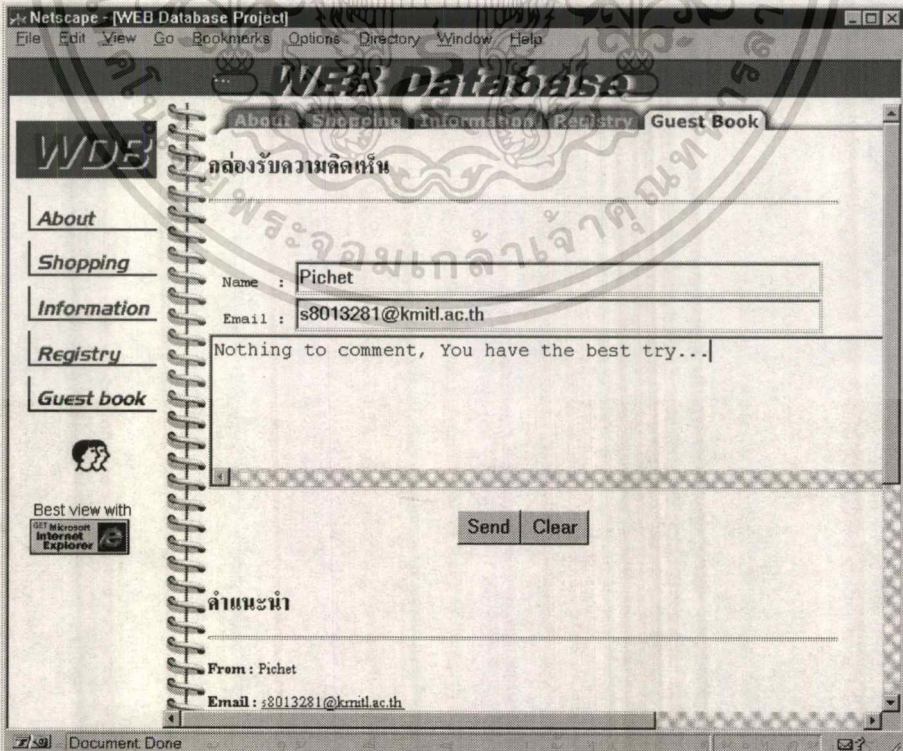 Netscape - [WEB Database Project]
File Edit View Go Bookmarks Options Directory Window Help
WEB Database
About Shopping Information Registry Guest Book
WDB
กล่องรับความคิดเห็น
About
Shopping
Information
Registry
Guest book
Name : Pichet
Email : s8013281@kmitl.ac.th
Nothing to comment, You have the best try...
Best view with
GET Microsoft
Internet
Explorer
Send Clear
คำแนะนำ
From : Pichet
Email : s8013281@kmitl.ac.th
Document: Done